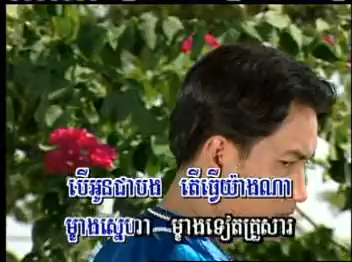 បើអូនជាបង តើធ្វើយ៉ាងណា
ម្ខាងស្នេហា ម្ខាងទៀតគ្រួសារ